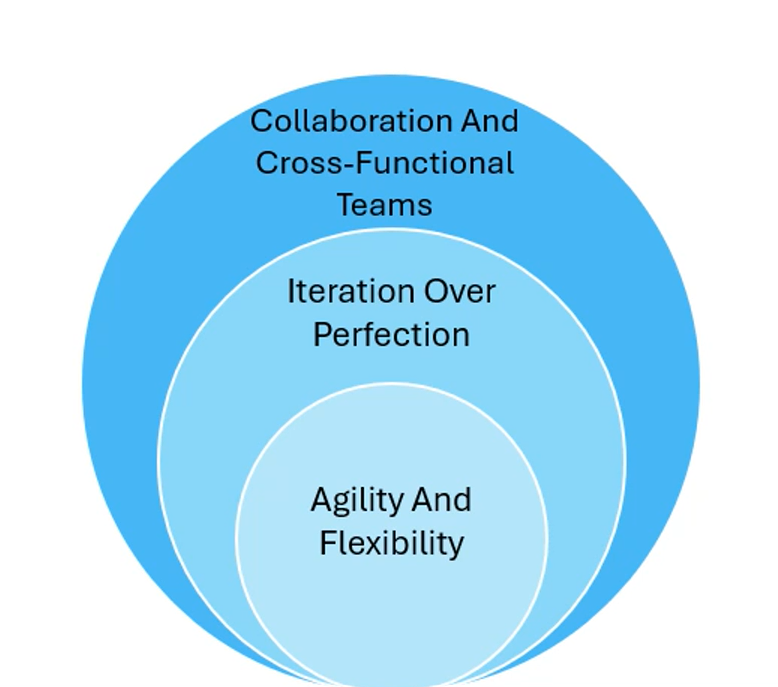 Collaboration And
Cross-Functional
Teams
Iteration Over
Perfection
Agility And
Flexibility